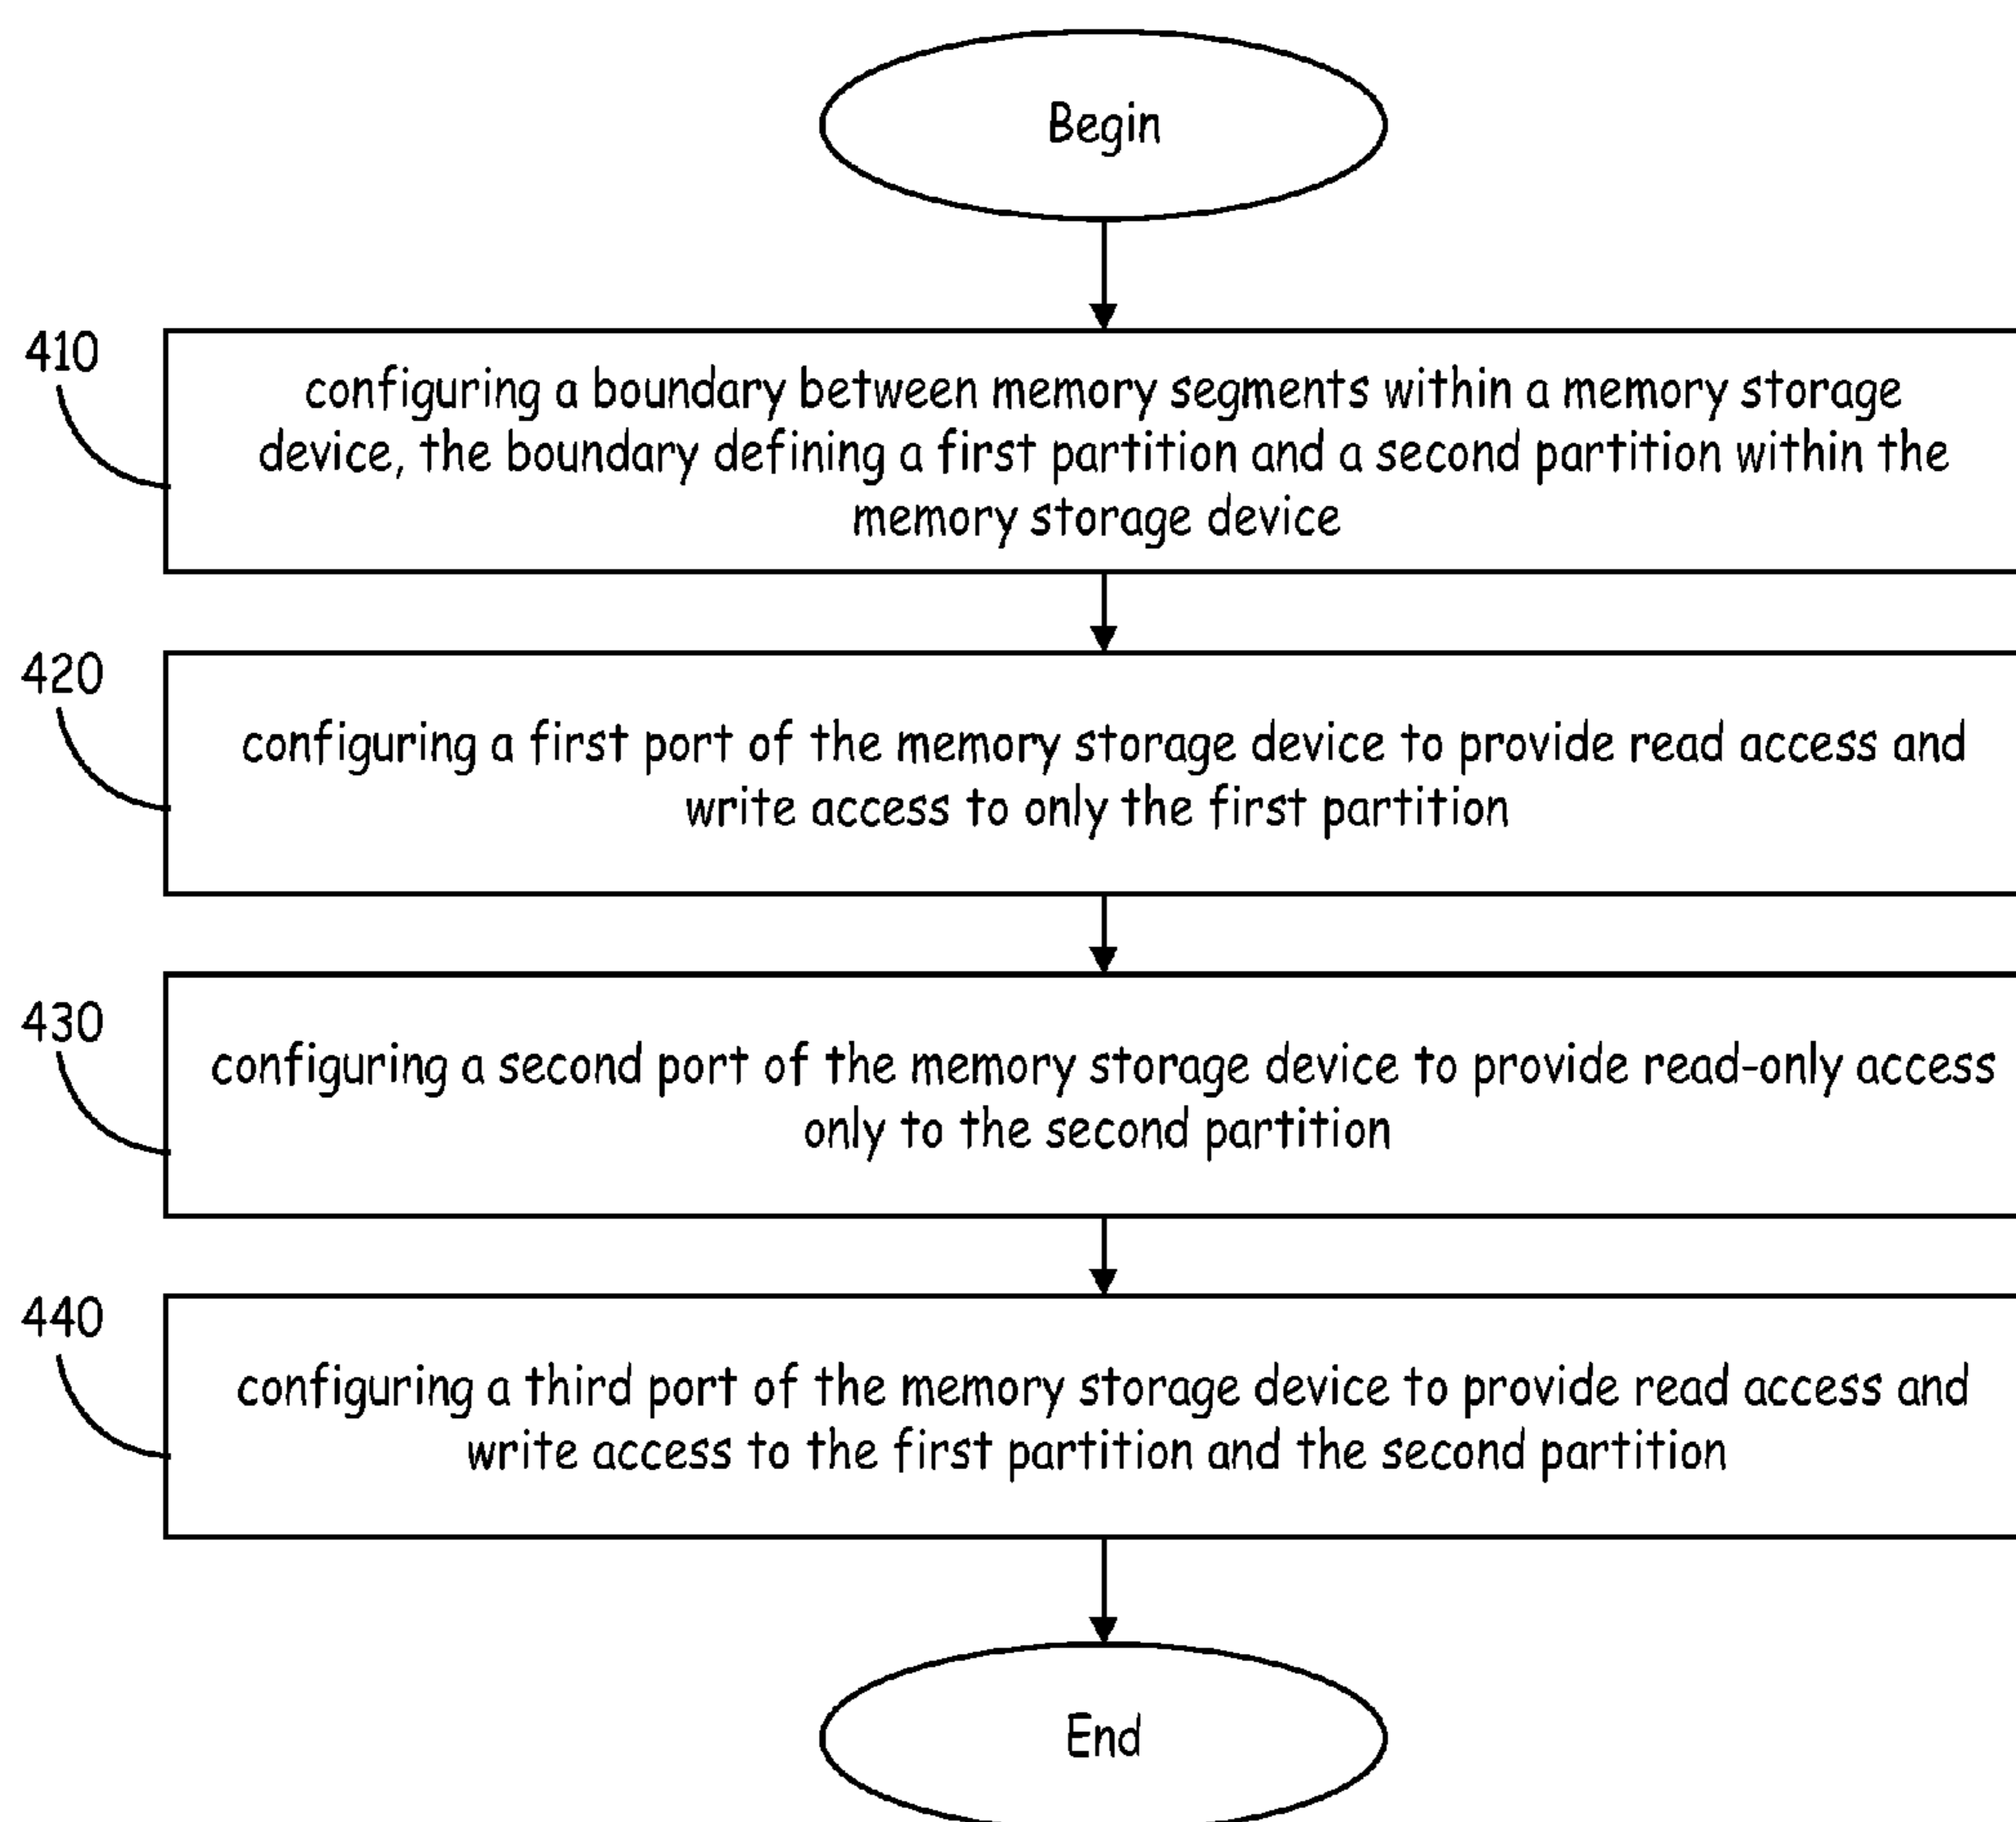 Begin
410
configuring a boundary between memory segments within a memory storage
device, the boundary defining a first partition and a second partition within the
memory storage device
420
configuring a first port of the memory storage device to provide read access and
write access to only the first partition
430
configuring a second port of the memory storage device to provide read-only access
only to the second partition
440
configuring a third port of the memory storage device to provide read access and
write access to the first partition and the second partition
End